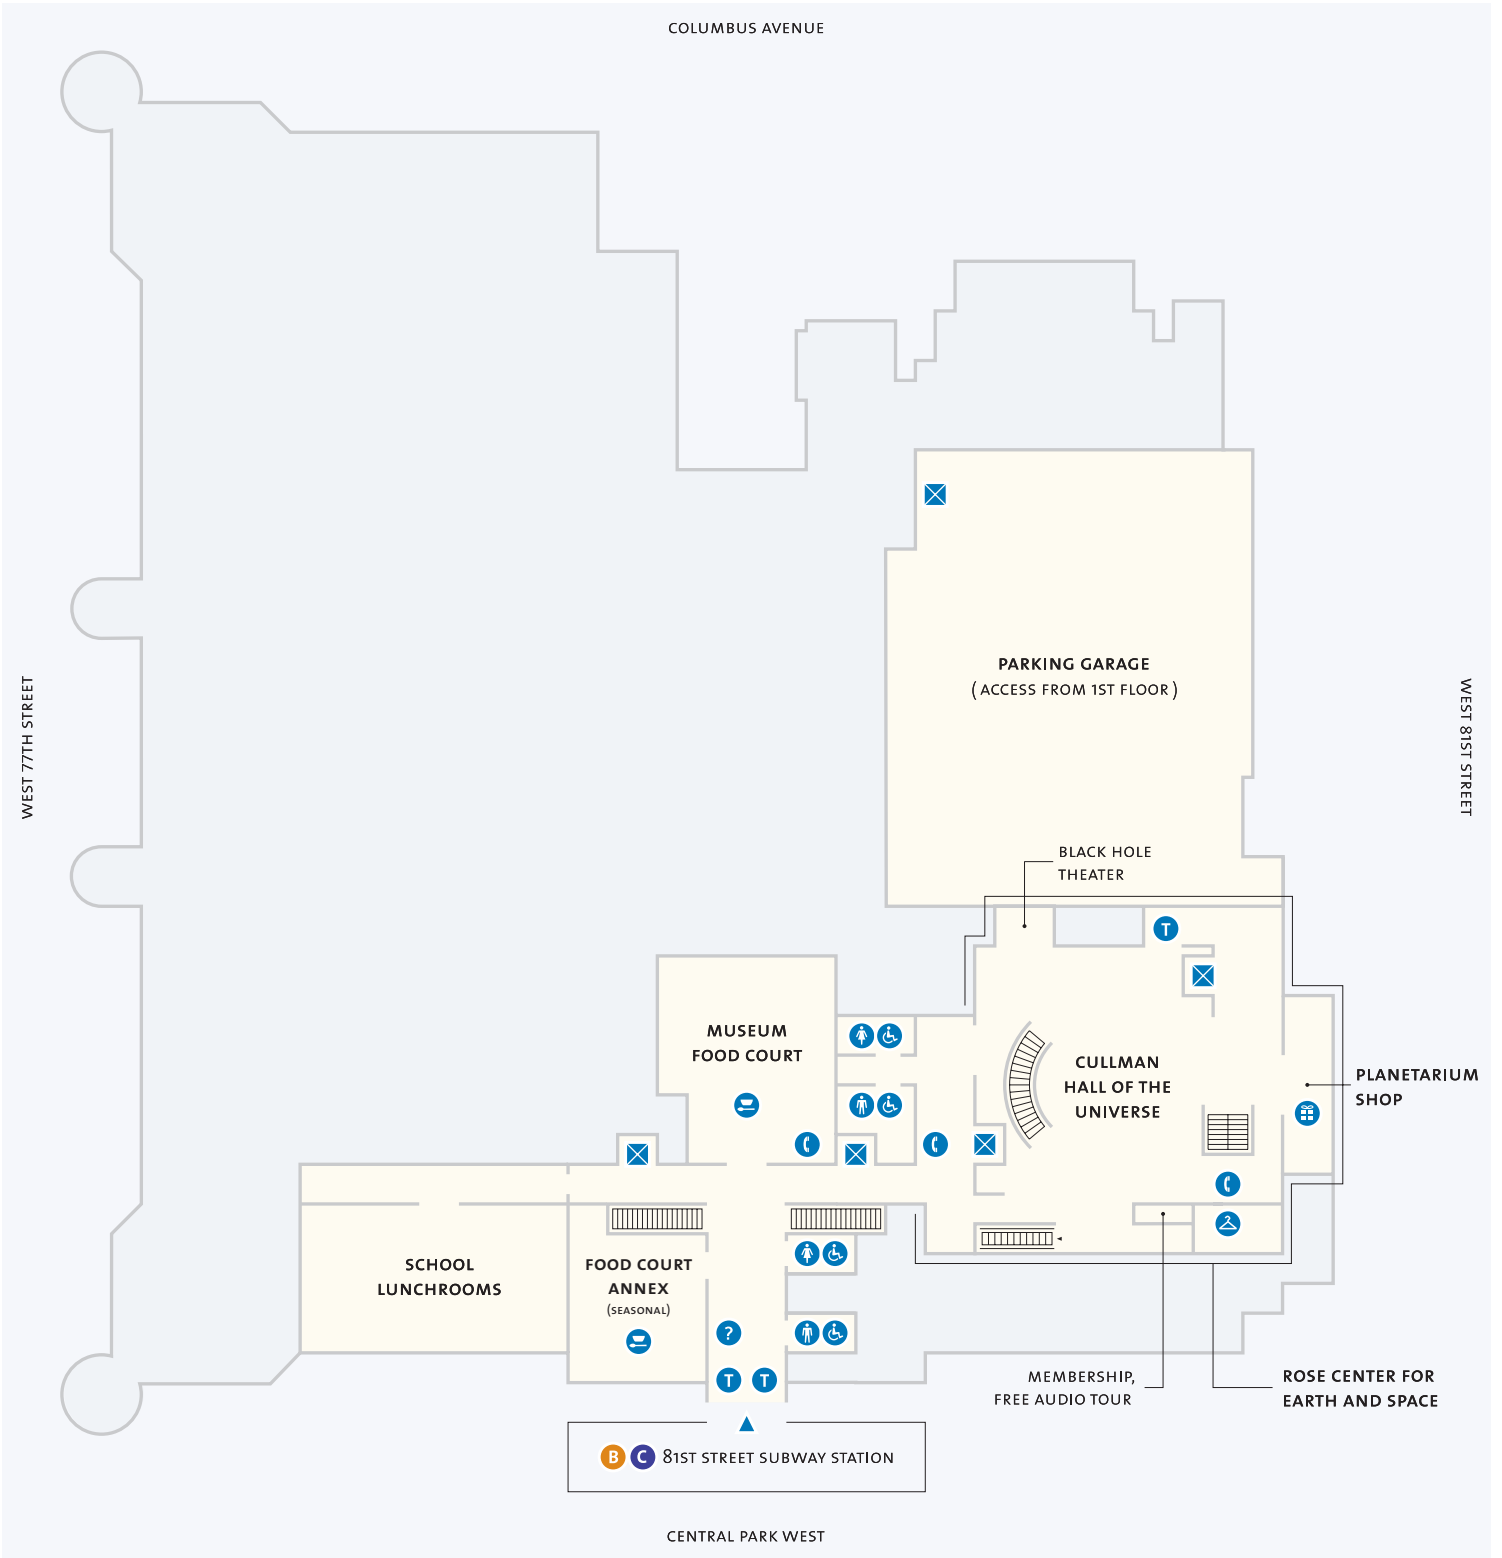 COLUMBUS AVENUE
WEST 77TH STREET
WEST 81ST STREET
PARKING GARAGE
(ACCESS FROM 1ST FLOOR)
BLACK HOLE
THEATER
T
MUSEUM
FOOD COURT
CULLMAN
HALL OF THE
UNIVERSE
PLANETARIUM
SHOP
SCHOOL
LUNCHROOMS
FOOD COURT
ANNEX
(SEASONAL)
?
T T
MEMBERSHIP,
FREE AUDIO TOUR
ROSE CENTER FOR
EARTH AND SPACE
B C 81ST STREET SUBWAY STATION
CENTRAL PARK WEST